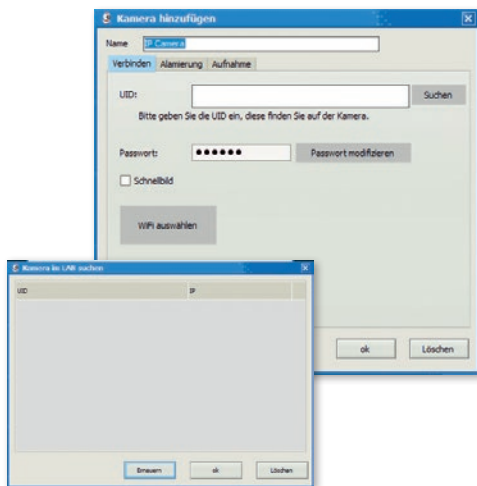 Kamera hinzufügen
Name IP Camera
Verbinden Alamierung Aufnahme
UID: Suchen
Bitte geben Sie die UID ein, diese finden Sie auf der Kamera.
Passwort: ●●●●●● Passwort modifizieren
Schnellbild
WiFi auswählen
ok Löschen
Kamera im LAN suchen
UID IP
Erneuern ok Löschen